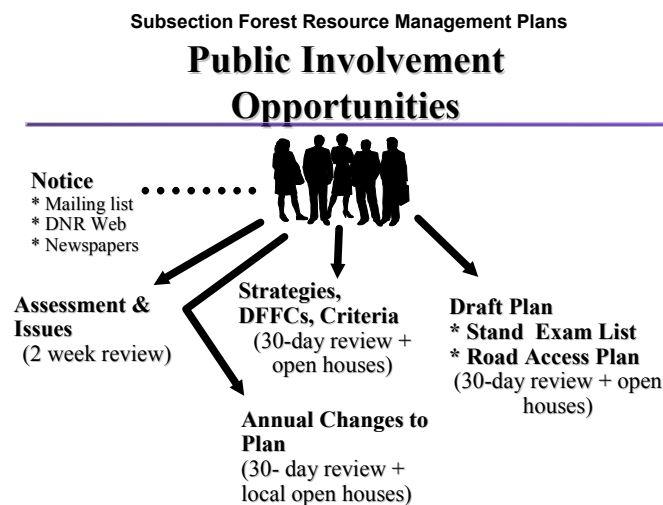 Subsection Forest Resource Management Plans
Public Involvement
Opportunities
Notice
* Mailing list
* DNR Web
* Newspapers
Assessment &
Issues
(2 week review)
Strategies,
DFFCs, Criteria
(30-day review +
open houses)
Draft Plan
* Stand Exam List
* Road Access Plan
(30-day review + open
houses)
Annual Changes to
Plan
(30- day review +
local open houses)